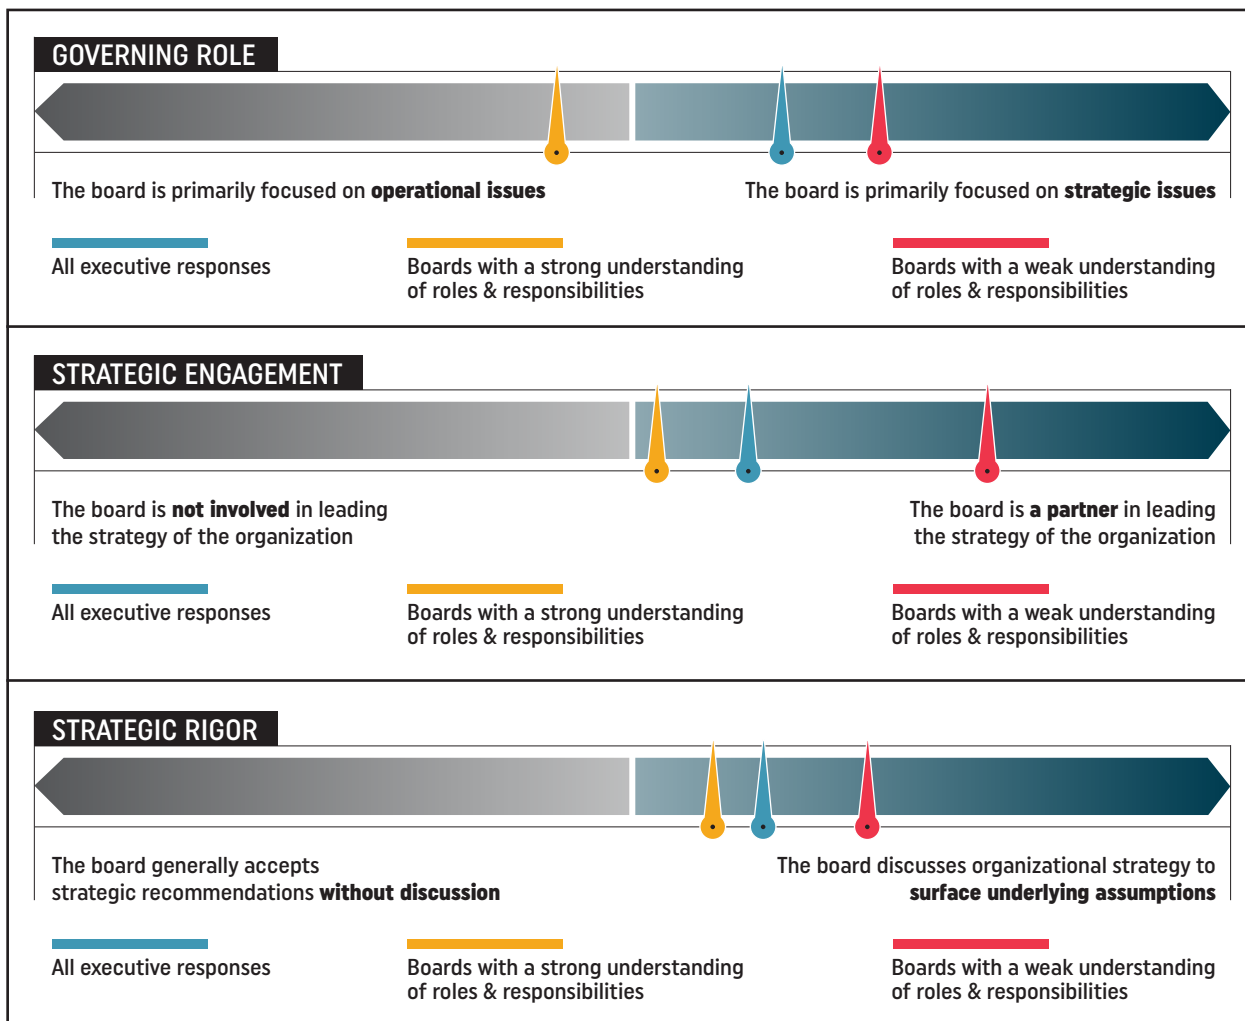 GOVERNING ROLE
The board is primarily focused on operational issues
The board is primarily focused on strategic issues
All executive responses
Boards with a strong understanding
of roles & responsibilities
Boards with a weak understanding
of roles & responsibilities
STRATEGIC ENGAGEMENT
The board is not involved in leading
the strategy of the organization
The board is a partner in leading
the strategy of the organization
All executive responses
Boards with a strong understanding
of roles & responsibilities
Boards with a weak understanding
of roles & responsibilities
STRATEGIC RIGOR
The board generally accepts
strategic recommendations without discussion
The board discusses organizational strategy to
surface underlying assumptions
All executive responses
Boards with a strong understanding
of roles & responsibilities
Boards with a weak understanding
of roles & responsibilities